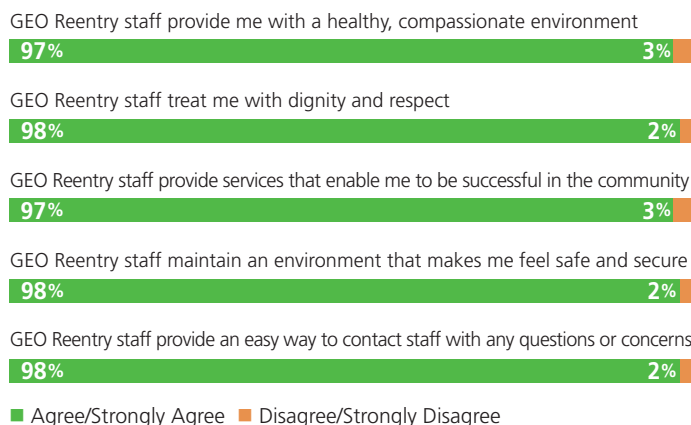 GEO Reentry staff provide me with a healthy, compassionate environment
97% 3%
GEO Reentry staff treat me with dignity and respect
98% 2%
GEO Reentry staff provide services that enable me to be successful in the community
97% 3%
GEO Reentry staff maintain an environment that makes me feel safe and secure
98% 2%
GEO Reentry staff provide an easy way to contact staff with any questions or concerns
98% 2%
Agree/Strongly Agree Disagree/Strongly Disagree